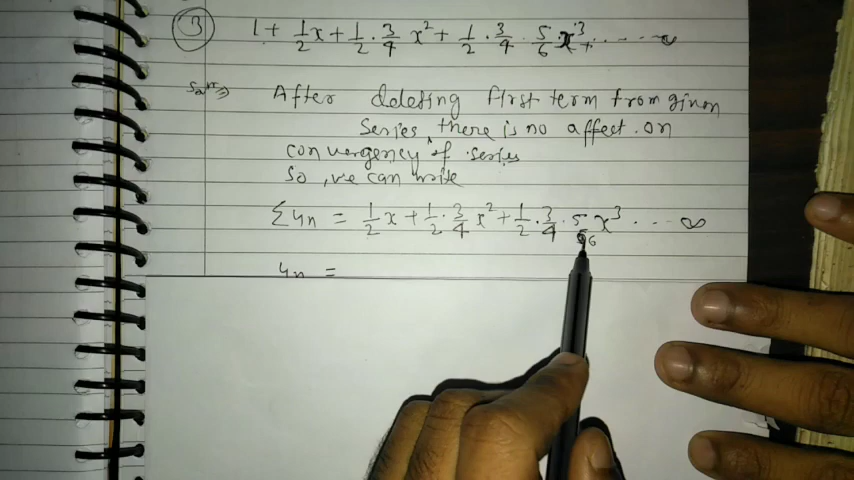 ③ 1 + 1/2 x + 1/2 · 3/4 x² + 1/2 · 3/4 · 5/6 x³ + · · · · · ∞
After deleting first term from given
series, there is no affect on
convergency of series
So, we can write
Σun = 1/2 x + 1/2 · 3/4 x² + 1/2 · 3/4 · 5/6 x³ · · · · ∞
un =